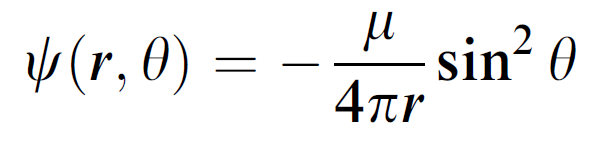 ψ(r, θ) = − μ/4πr sin² θ